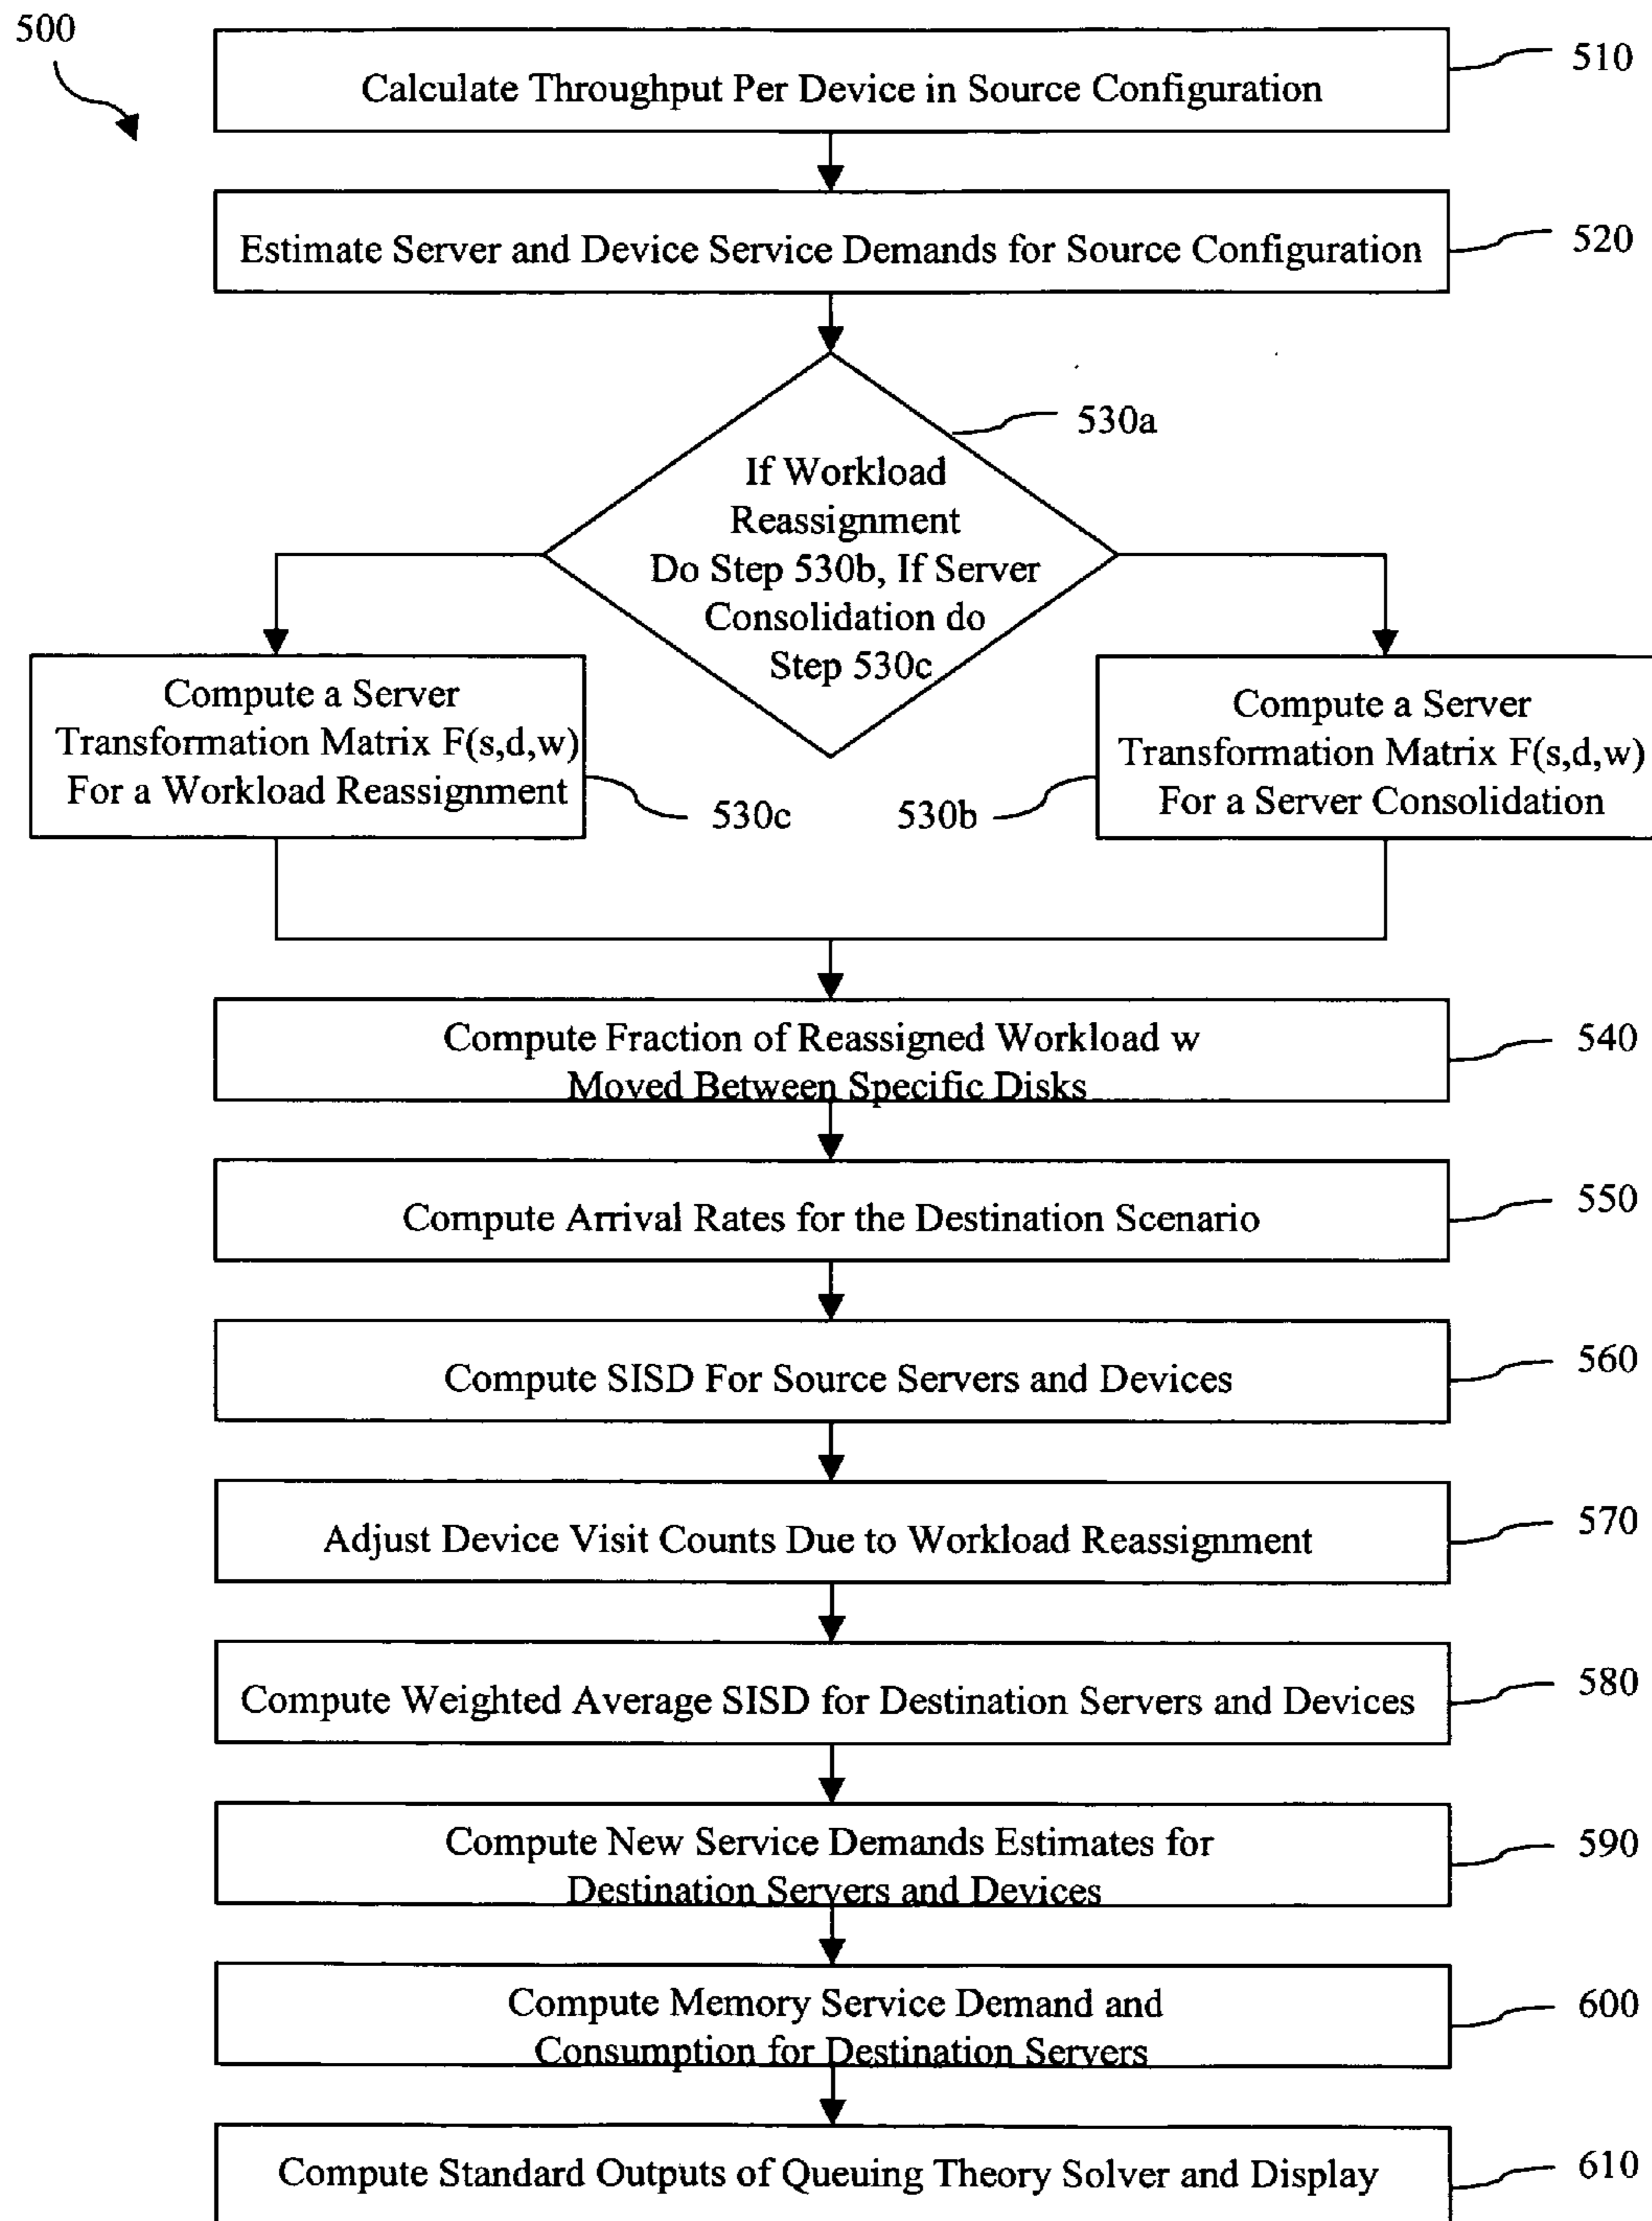 500
Calculate Throughput Per Device in Source Configuration
510
Estimate Server and Device Service Demands for Source Configuration
520
530a
If Workload
Reassignment
Do Step 530b, If Server
Consolidation do
Step 530c
Compute a Server
Transformation Matrix F(s,d,w)
For a Workload Reassignment
530c
530b
Compute a Server
Transformation Matrix F(s,d,w)
For a Server Consolidation
Compute Fraction of Reassigned Workload w
Moved Between Specific Disks
540
Compute Arrival Rates for the Destination Scenario
550
Compute SISD For Source Servers and Devices
560
Adjust Device Visit Counts Due to Workload Reassignment
570
Compute Weighted Average SISD for Destination Servers and Devices
580
Compute New Service Demands Estimates for
Destination Servers and Devices
590
Compute Memory Service Demand and
Consumption for Destination Servers
600
Compute Standard Outputs of Queuing Theory Solver and Display
610